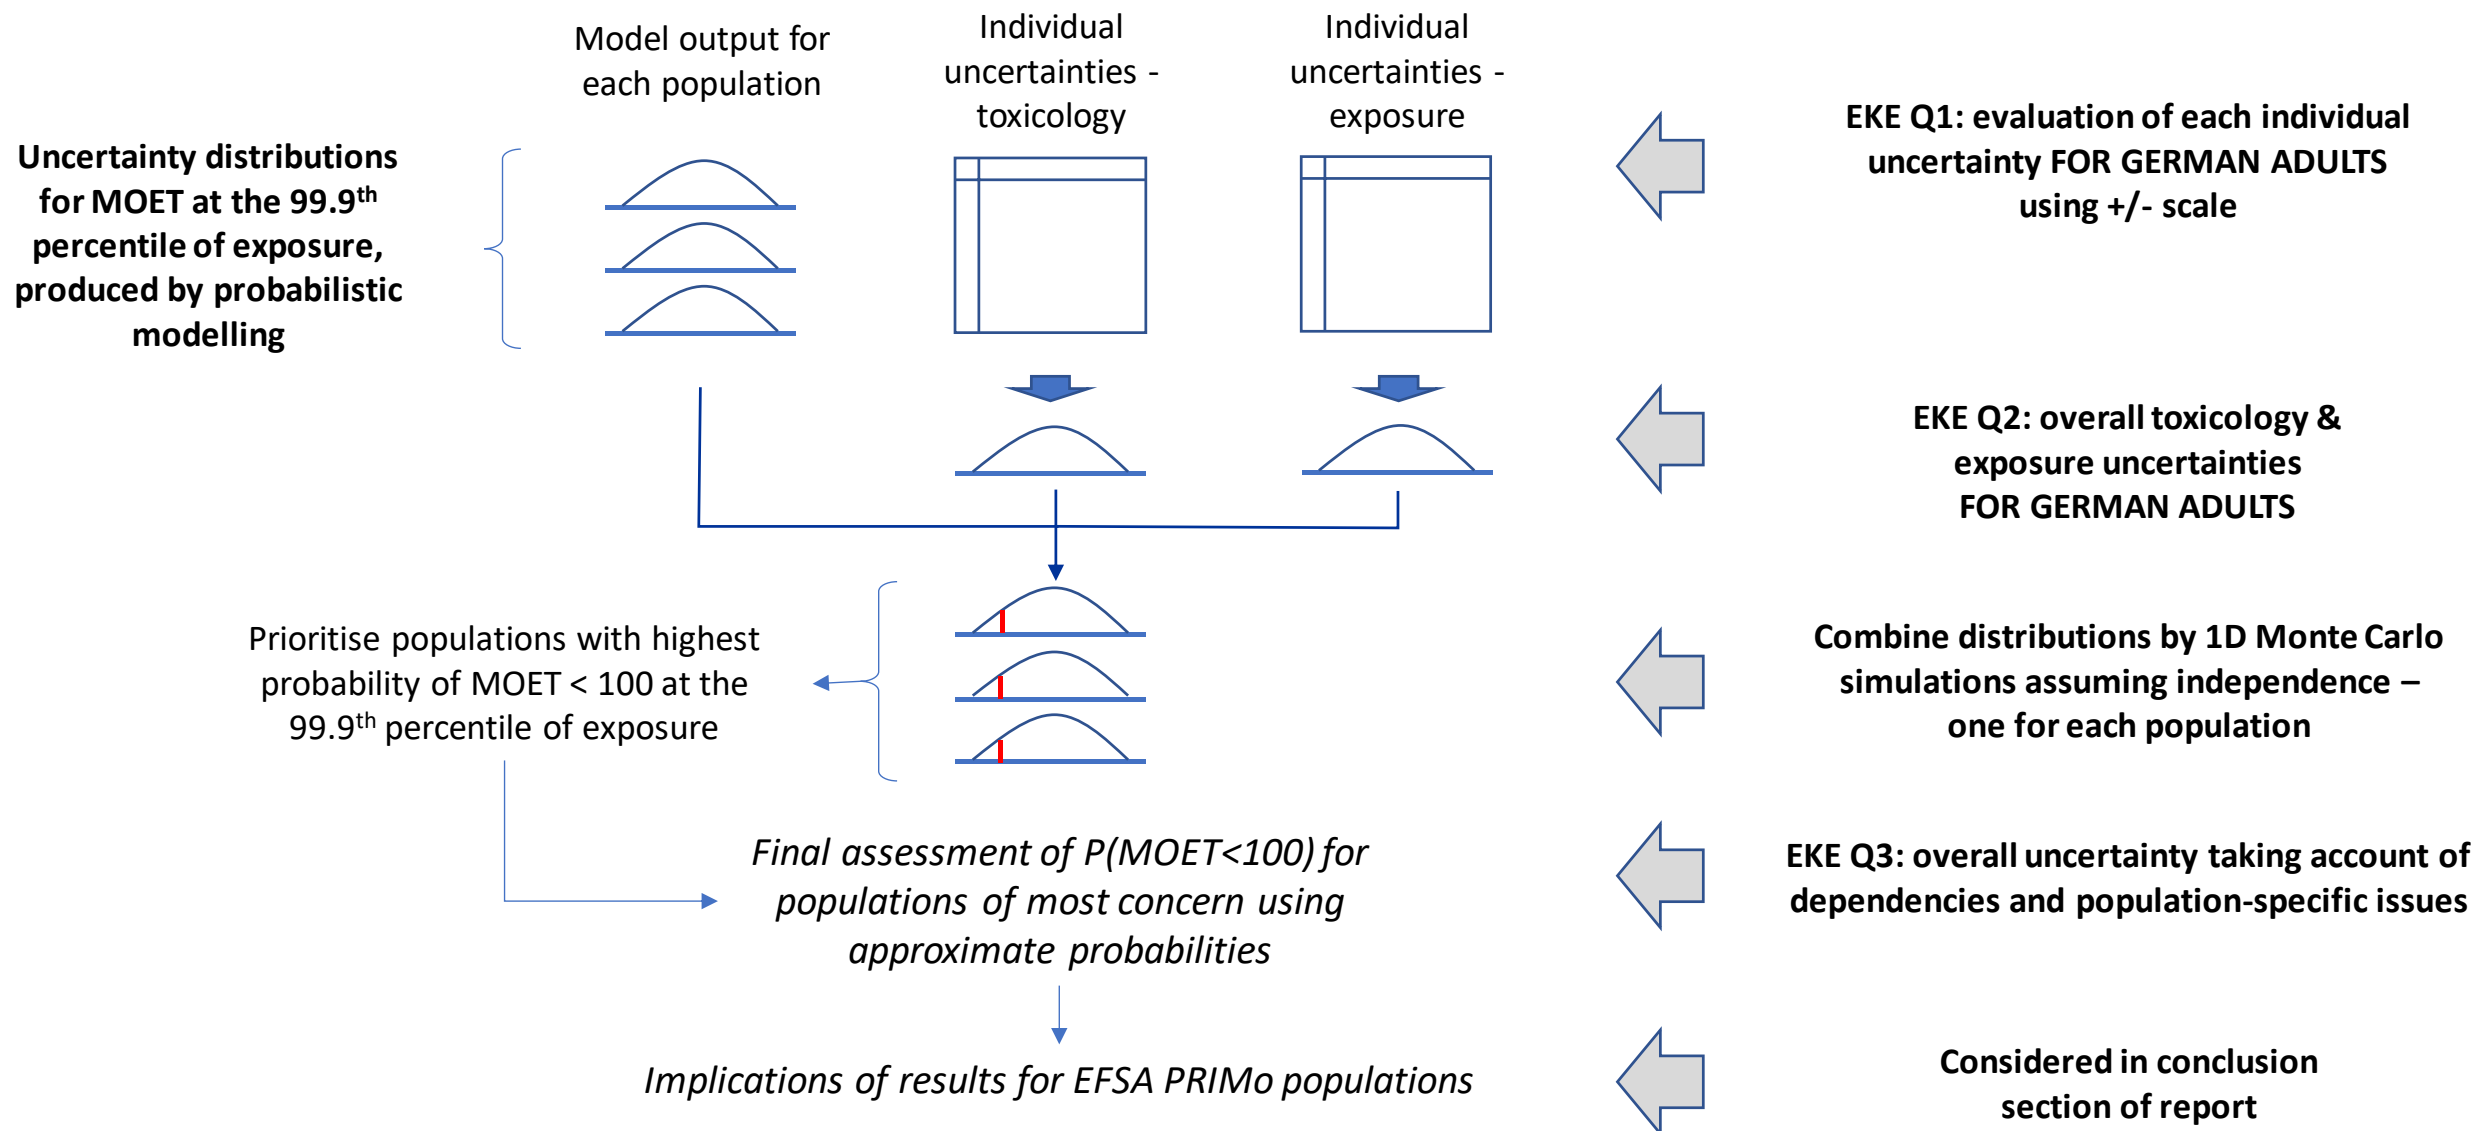 Model output for
each population
Individual
uncertainties -
toxicology
Individual
uncertainties -
exposure
Uncertainty distributions
for MOET at the 99.9th
percentile of exposure,
produced by probabilistic
modelling
EKE Q1: evaluation of each individual
uncertainty FOR GERMAN ADULTS
using +/- scale
EKE Q2: overall toxicology &
exposure uncertainties
FOR GERMAN ADULTS
Prioritise populations with highest
probability of MOET < 100 at the
99.9th percentile of exposure
Combine distributions by 1D Monte Carlo
simulations assuming independence –
one for each population
Final assessment of P(MOET<100) for
populations of most concern using
approximate probabilities
EKE Q3: overall uncertainty taking account of
dependencies and population-specific issues
Implications of results for EFSA PRIMo populations
Considered in conclusion
section of report